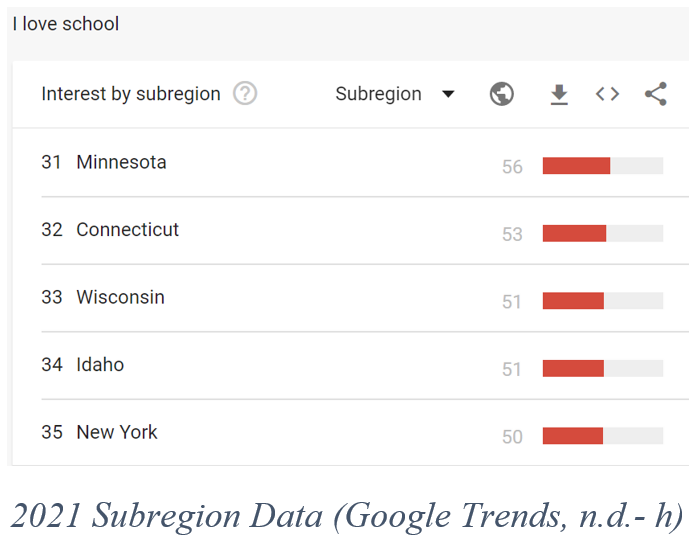 I love school
Interest by subregion ? Subregion
31 Minnesota 56
32 Connecticut 53
33 Wisconsin 51
34 Idaho 51
35 New York 50
2021 Subregion Data (Google Trends, n.d.- h)